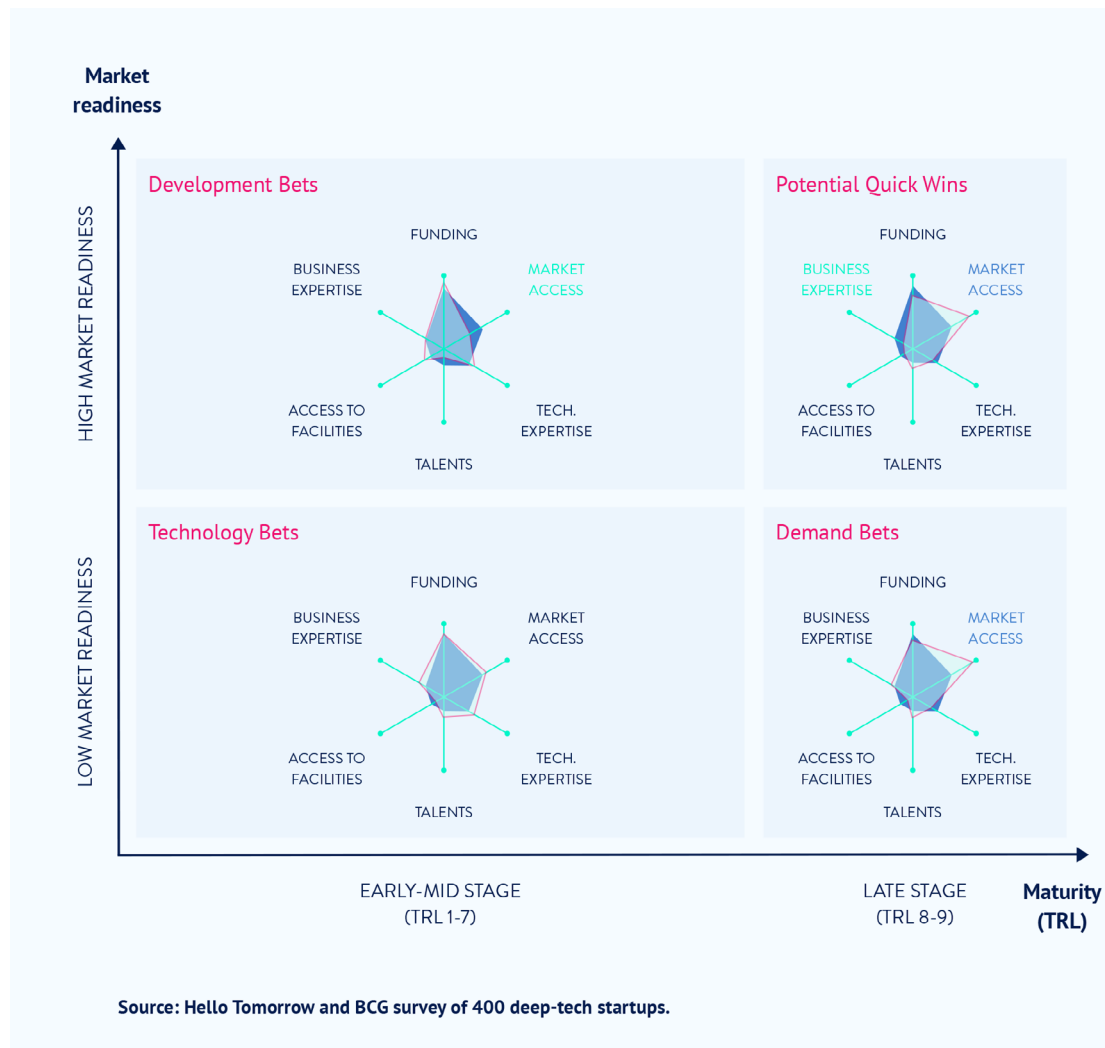 Market
readiness
HIGH MARKET READINESS
LOW MARKET READINESS
Development Bets
FUNDING
BUSINESS
EXPERTISE
MARKET
ACCESS
ACCESS TO
FACILITIES
TECH.
EXPERTISE
TALENTS
Potential Quick Wins
FUNDING
BUSINESS
EXPERTISE
MARKET
ACCESS
ACCESS TO
FACILITIES
TECH.
EXPERTISE
TALENTS
Technology Bets
FUNDING
BUSINESS
EXPERTISE
MARKET
ACCESS
ACCESS TO
FACILITIES
TECH.
EXPERTISE
TALENTS
Demand Bets
FUNDING
BUSINESS
EXPERTISE
MARKET
ACCESS
ACCESS TO
FACILITIES
TECH.
EXPERTISE
TALENTS
EARLY-MID STAGE
(TRL 1-7)
LATE STAGE
(TRL 8-9)
Maturity
(TRL)
Source: Hello Tomorrow and BCG survey of 400 deep-tech startups.